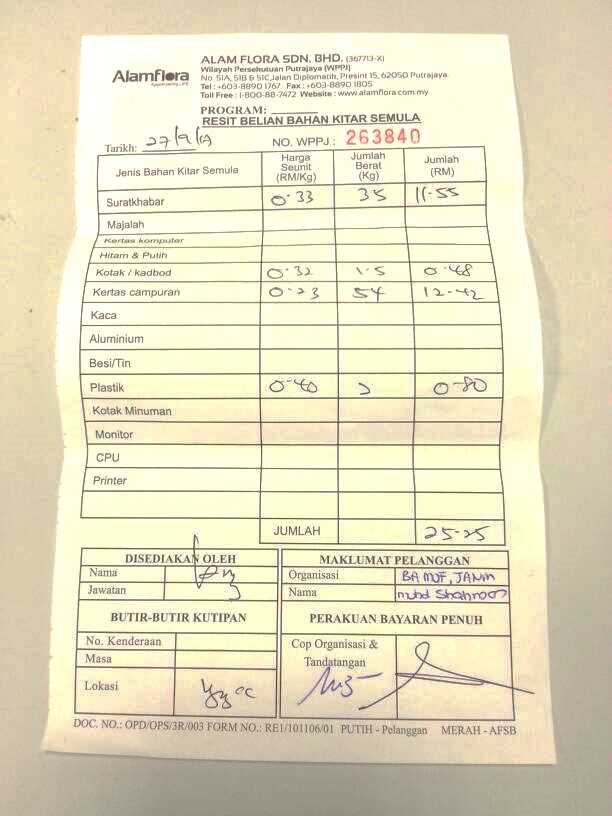 Alamflora
Appreciating LIFE
ALAM FLORA SDN. BHD. (367713-X)
Wilayah Persekutuan Putrajaya (WPPJ)
No. 51A, 51B & 51C,Jalan Diplomatik, Presint 15, 62050 Putrajaya.
Tel : +603-8890 1767 Fax : +603-8890 1805
Toll Free : 1-800-88-7472 Website : www.alamflora.com.my
PROGRAM:
RESIT BELIAN BAHAN KITAR SEMULA
Tarikh: 27/9/19 NO. WPPJ : 263840
Jenis Bahan Kitar Semula Harga Seunit (RM/Kg) Jumlah Berat (Kg) Jumlah (RM)
Suratkhabar 0.33 35 11-55
Majalah
Kertas komputer
Hitam & Putih
Kotak / kadbod 0.32 1.5 0.48
Kertas campuran 0.23 54 12-42
Kaca
Aluminium
Besi/Tin
Plastik 0-40 2 0-80
Kotak Minuman
Monitor
CPU
Printer
JUMLAH 25-25
DISEDIAKAN OLEH
Nama
Jawatan
BUTIR-BUTIR KUTIPAN
No. Kenderaan
Masa
Lokasi
MAKLUMAT PELANGGAN
Organisasi BA MOF, JANM
Nama
PERAKUAN BAYARAN PENUH
Cop Organisasi &
Tandatangan
DOC. NO.: OPD/OPS/3R/003 FORM NO.: RE1/101106/01 PUTIH - Pelanggan MERAH - AFSB